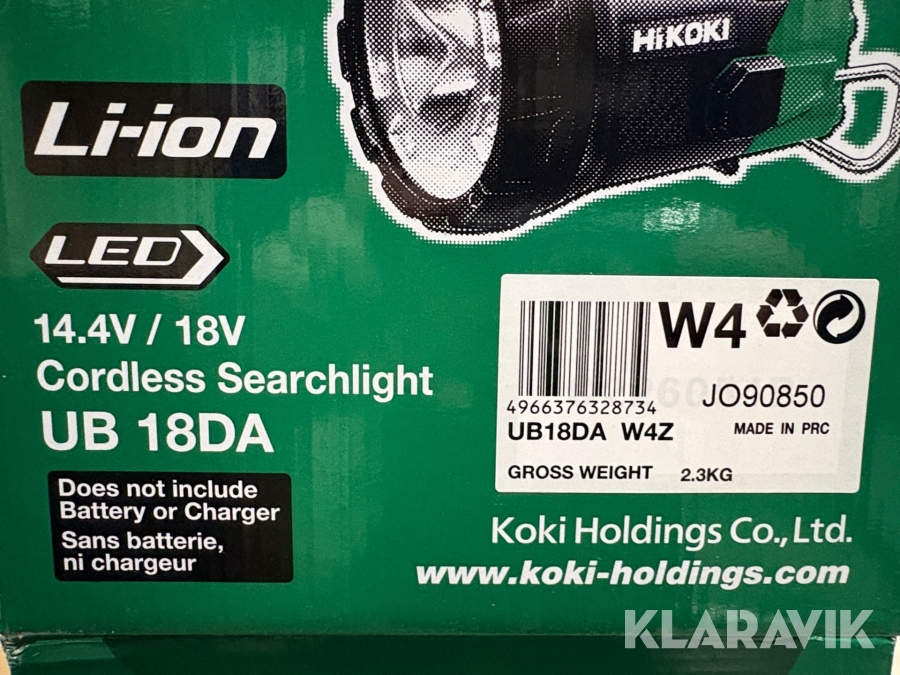 HiKOKI
Li-ion
LED
14.4V / 18V
Cordless Searchlight
UB 18DA
Does not include
Battery or Charger
Sans batterie,
ni chargeur
W4
4966376328734
JO90850
UB18DA W4Z
MADE IN PRC
GROSS WEIGHT 2.3KG
Koki Holdings Co., Ltd.
www.koki-holdings.com
KLARAVIK